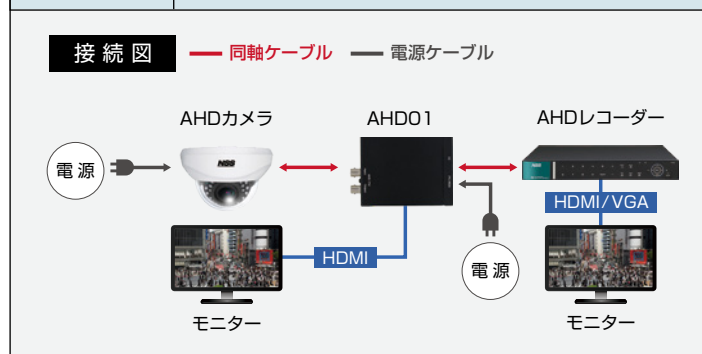 接続図 同軸ケーブル 電源ケーブル
AHDカメラ AHD01 AHDレコーダー
電源
NSS
HDMI/VGA
HDMI
電源
モニター モニター